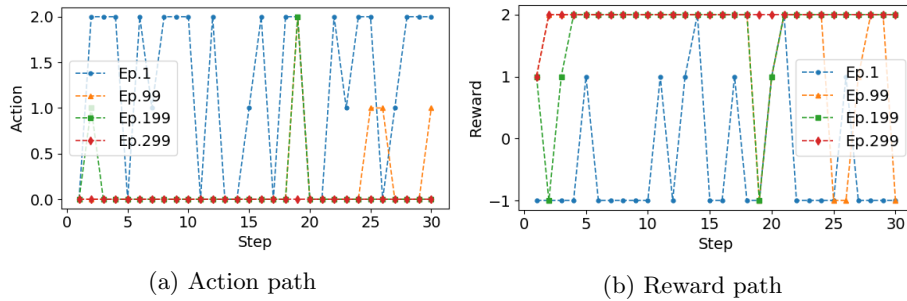 2.0
1.5
1.0
0.5
0.0
Action
Ep.1
Ep.99
Ep.199
Ep.299
0 5 10 15 20 25 30
Step
(a) Action path
2
1
0
−1
Reward
Ep.1
Ep.99
Ep.199
Ep.299
0 5 10 15 20 25 30
Step
(b) Reward path